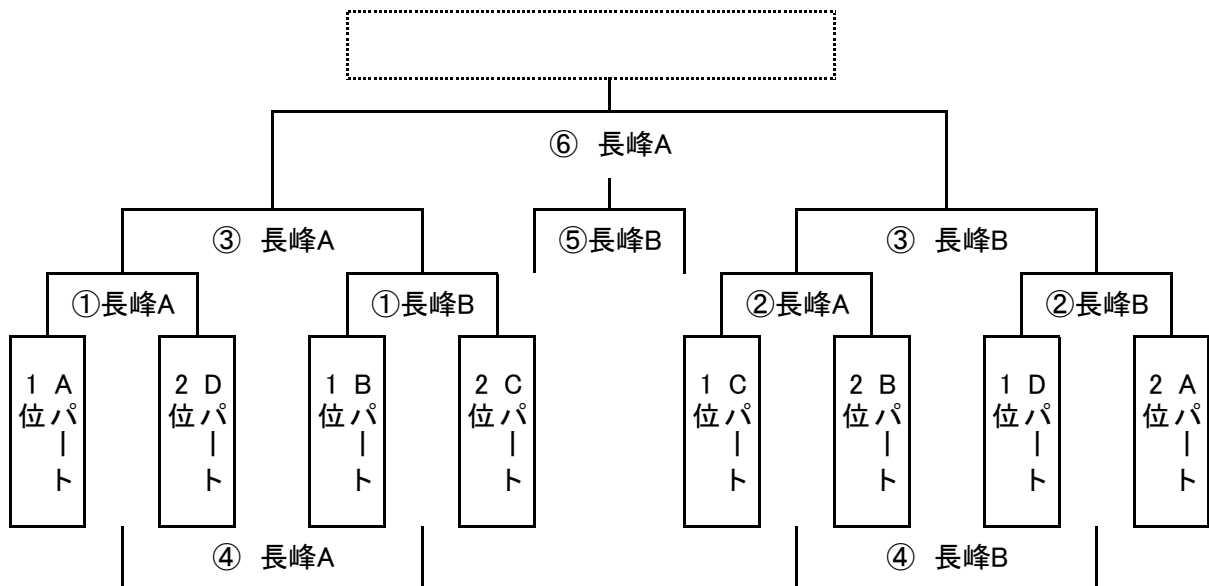 ⑥ 長峰A
③ 長峰A
⑤長峰B
③ 長峰B
①長峰A
①長峰B
②長峰A
②長峰B
Aパート
1位
Dパート
2位
Bパート
1位
Cパート
2位
Cパート
1位
Bパート
2位
Dパート
1位
Aパート
2位
④ 長峰A
④ 長峰B